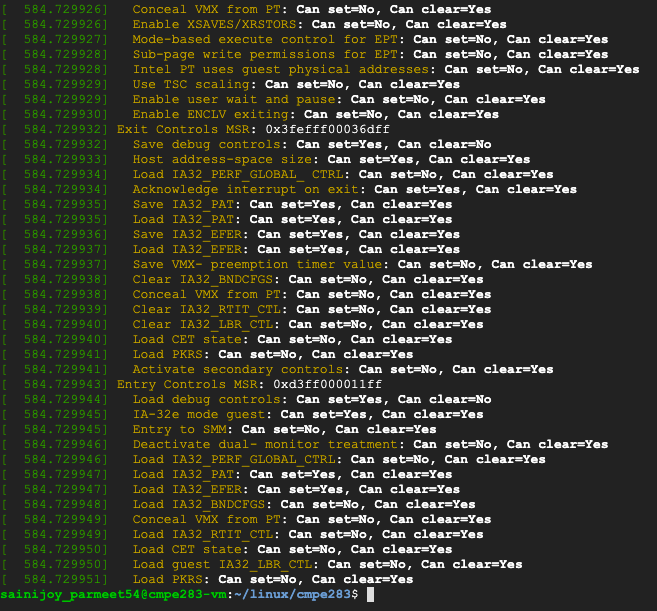 [  584.729926]   Conceal VMX from PT: Can set=No, Can clear=Yes
[  584.729926]   Enable XSAVES/XRSTORS: Can set=No, Can clear=Yes
[  584.729927]   Mode-based execute control for EPT: Can set=No, Can clear=Yes
[  584.729928]   Sub-page write permissions for EPT: Can set=No, Can clear=Yes
[  584.729928]   Intel PT uses guest physical addresses: Can set=No, Can clear=Yes
[  584.729929]   Use TSC scaling: Can set=No, Can clear=Yes
[  584.729929]   Enable user wait and pause: Can set=No, Can clear=Yes
[  584.729930]   Enable ENCLV exiting: Can set=No, Can clear=Yes
[  584.729932] Exit Controls MSR: 0x3fefff00036dff
[  584.729932]   Save debug controls: Can set=Yes, Can clear=No
[  584.729933]   Host address-space size: Can set=Yes, Can clear=Yes
[  584.729934]   Load IA32_PERF_GLOBAL_ CTRL: Can set=No, Can clear=Yes
[  584.729934]   Acknowledge interrupt on exit: Can set=Yes, Can clear=Yes
[  584.729935]   Save IA32_PAT: Can set=Yes, Can clear=Yes
[  584.729935]   Load IA32_PAT: Can set=Yes, Can clear=Yes
[  584.729936]   Save IA32_EFER: Can set=Yes, Can clear=Yes
[  584.729937]   Load IA32_EFER: Can set=Yes, Can clear=Yes
[  584.729937]   Save VMX- preemption timer value: Can set=No, Can clear=Yes
[  584.729938]   Clear IA32_BNDCFGS: Can set=No, Can clear=Yes
[  584.729938]   Conceal VMX from PT: Can set=No, Can clear=Yes
[  584.729939]   Clear IA32_RTIT_CTL: Can set=No, Can clear=Yes
[  584.729940]   Clear IA32_LBR_CTL: Can set=No, Can clear=Yes
[  584.729940]   Load CET state: Can set=No, Can clear=Yes
[  584.729941]   Load PKRS: Can set=No, Can clear=Yes
[  584.729941]   Activate secondary controls: Can set=No, Can clear=Yes
[  584.729943] Entry Controls MSR: 0xd3ff000011ff
[  584.729944]   Load debug controls: Can set=Yes, Can clear=No
[  584.729945]   IA-32e mode guest: Can set=Yes, Can clear=Yes
[  584.729945]   Entry to SMM: Can set=No, Can clear=Yes
[  584.729946]   Deactivate dual- monitor treatment: Can set=No, Can clear=Yes
[  584.729946]   Load IA32_PERF_GLOBAL_CTRL: Can set=No, Can clear=Yes
[  584.729947]   Load IA32_PAT: Can set=Yes, Can clear=Yes
[  584.729947]   Load IA32_EFER: Can set=Yes, Can clear=Yes
[  584.729948]   Load IA32_BNDCFGS: Can set=No, Can clear=Yes
[  584.729949]   Conceal VMX from PT: Can set=No, Can clear=Yes
[  584.729949]   Load IA32_RTIT_CTL: Can set=No, Can clear=Yes
[  584.729950]   Load CET state: Can set=No, Can clear=Yes
[  584.729950]   Load guest IA32_LBR_CTL: Can set=No, Can clear=Yes
[  584.729951]   Load PKRS: Can set=No, Can clear=Yes
sainijoy_parmeet54@cmpe283-vm:~/linux/cmpe283$